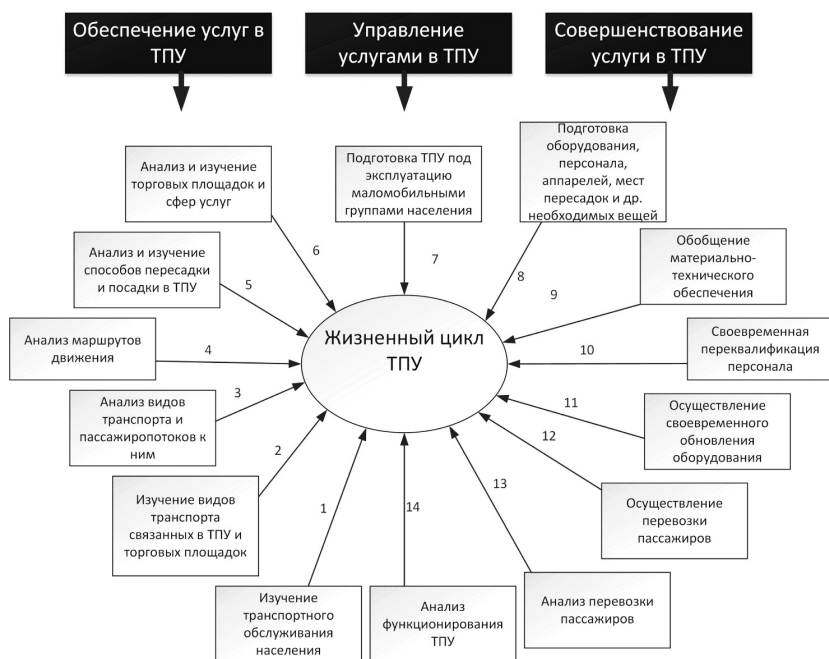 Обеспечение услуг в
ТПУ
Управление
услугами в ТПУ
Совершенствование
услуги в ТПУ
Анализ и изучение
торговых площадок и
сфер услуг
Подготовка ТПУ под
эксплуатацию
маломобильными
группами населения
Подготовка
оборудования,
персонала,
аппарелей, мест
пересадок и др.
необходимых вещей
Анализ и изучение
способов пересадки
и посадки в ТПУ
Обобщение
материально-
технического
обеспечения
6
7
8
5
9
Анализ маршрутов
движения
4
Жизненный цикл
ТПУ
10
Своевременная
переквалификация
персонала
Анализ видов
транспорта и
пассажиропотоков к
ним
3
11
Осуществление
своевременного
обновления
оборудования
2
12
Изучение видов
транспорта
связанных в ТПУ и
торговых площадок
1
14
13
Осуществление
перевозки
пассажиров
Изучение
транспортного
обслуживания
населения
Анализ
функционирования
ТПУ
Анализ перевозки
пассажиров